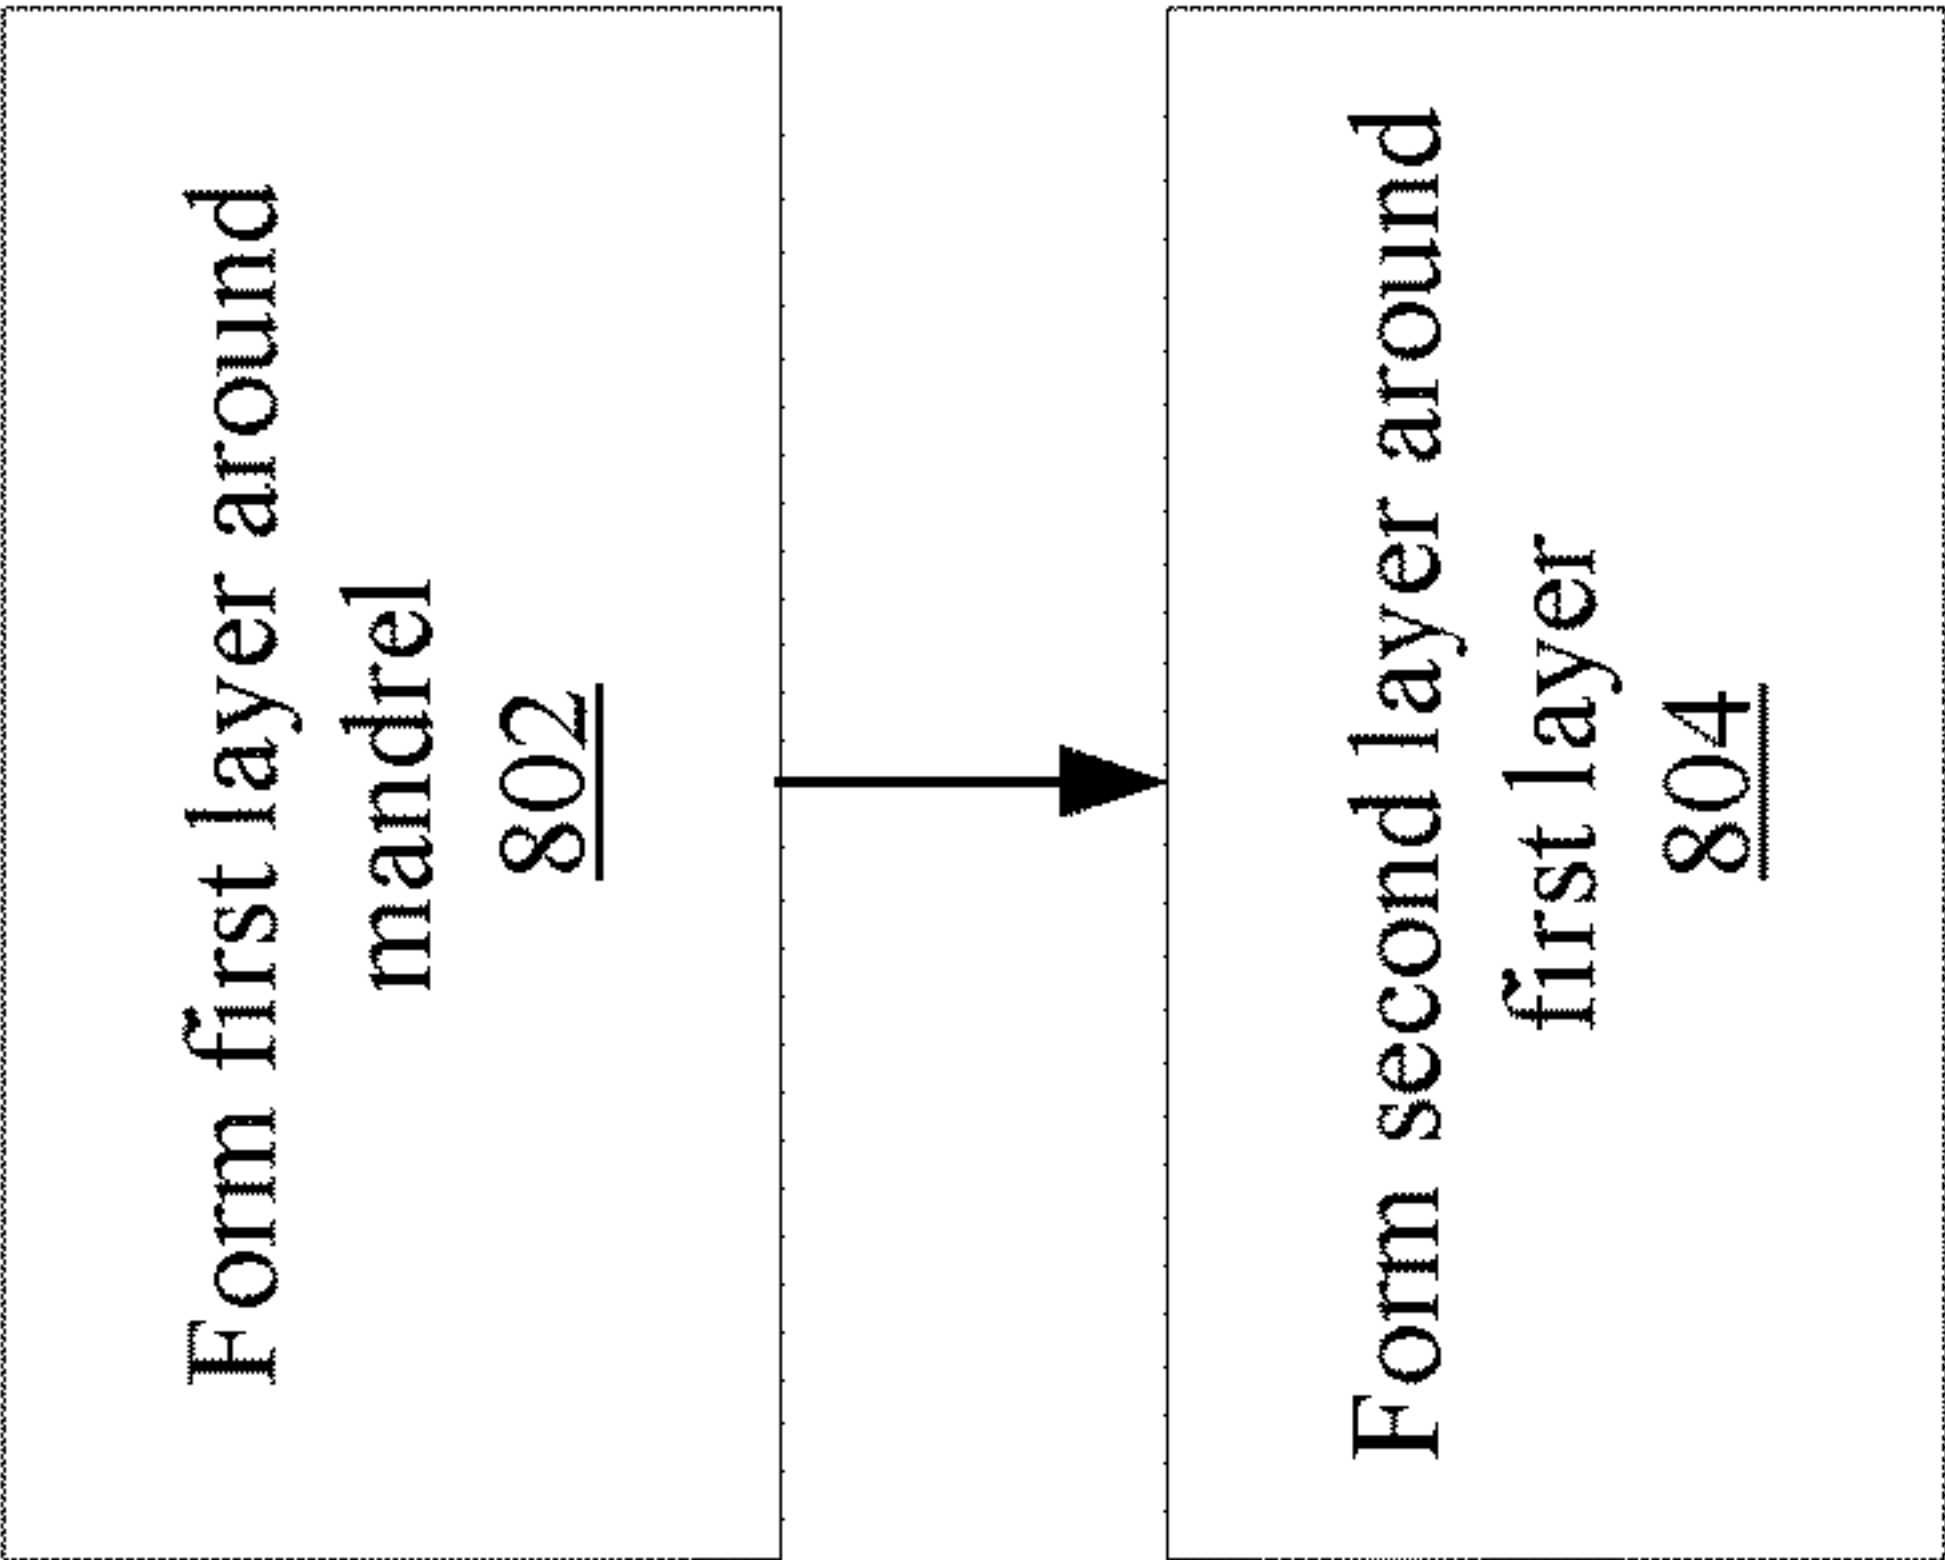 Form first layer around
mandrel
802
Form second layer around
first layer
804